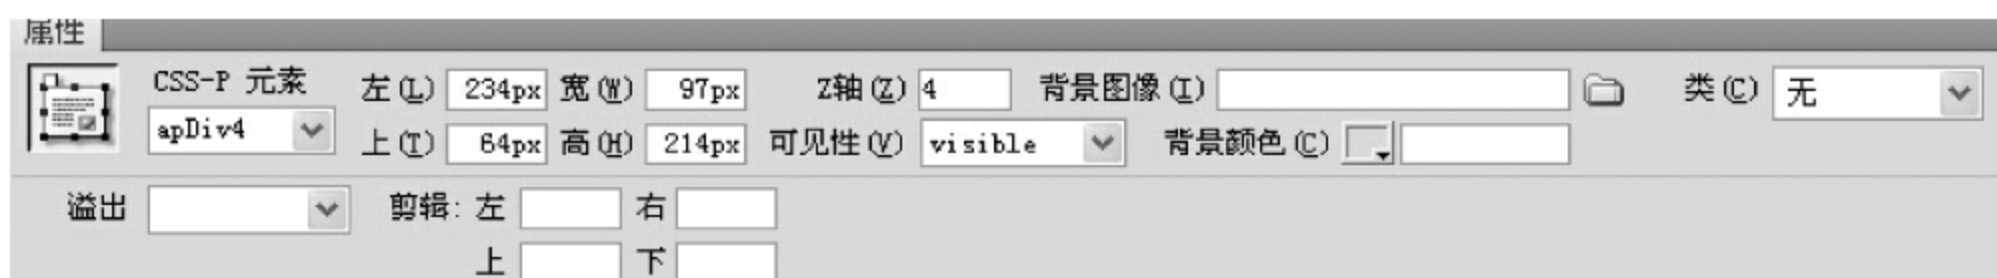 属性
CSS-P 元素 左(L) 234px 宽(W) 97px Z轴(Z) 4 背景图像(I) 类(C) 无
apDiv4 上(T) 64px 高(H) 214px 可见性(V) visible 背景颜色(C)
溢出 剪辑: 左 右
上 下